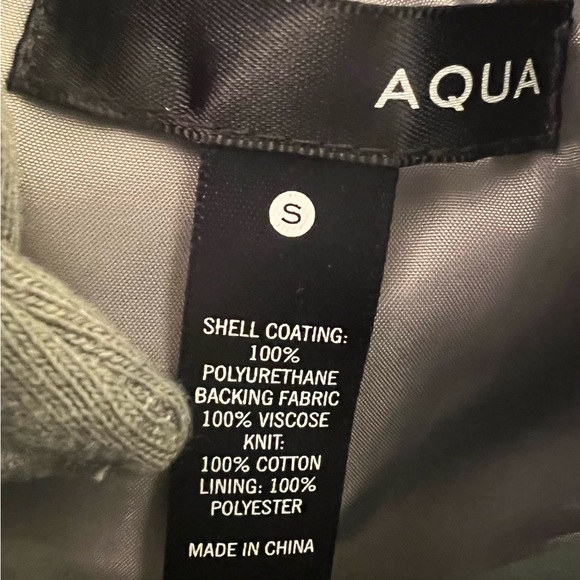 AQUA
S
SHELL COATING:
100%
POLYURETHANE
BACKING FABRIC
100% VISCOSE
KNIT:
100% COTTON
LINING: 100%
POLYESTER
MADE IN CHINA